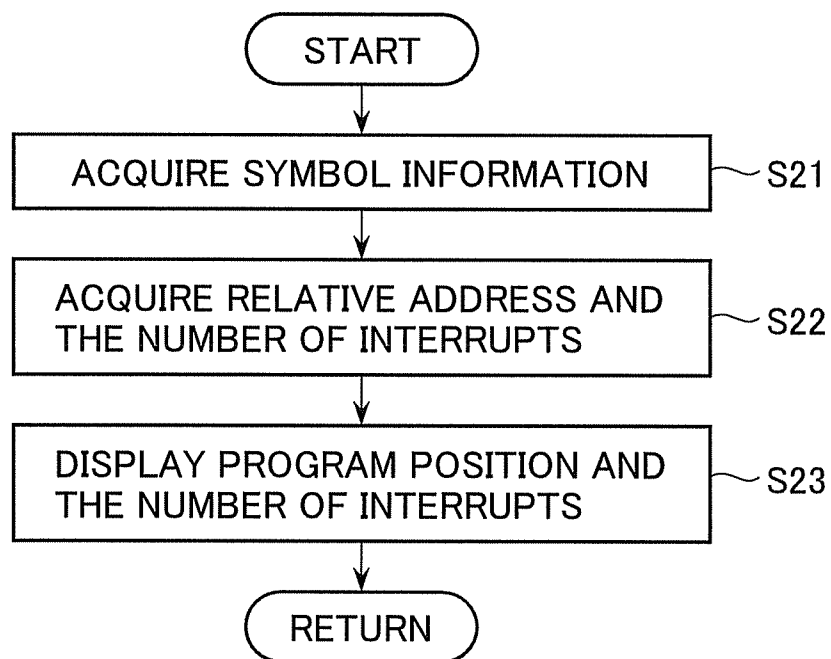 START
ACQUIRE SYMBOL INFORMATION
S21
ACQUIRE RELATIVE ADDRESS AND
THE NUMBER OF INTERRUPTS
S22
DISPLAY PROGRAM POSITION AND
THE NUMBER OF INTERRUPTS
S23
RETURN